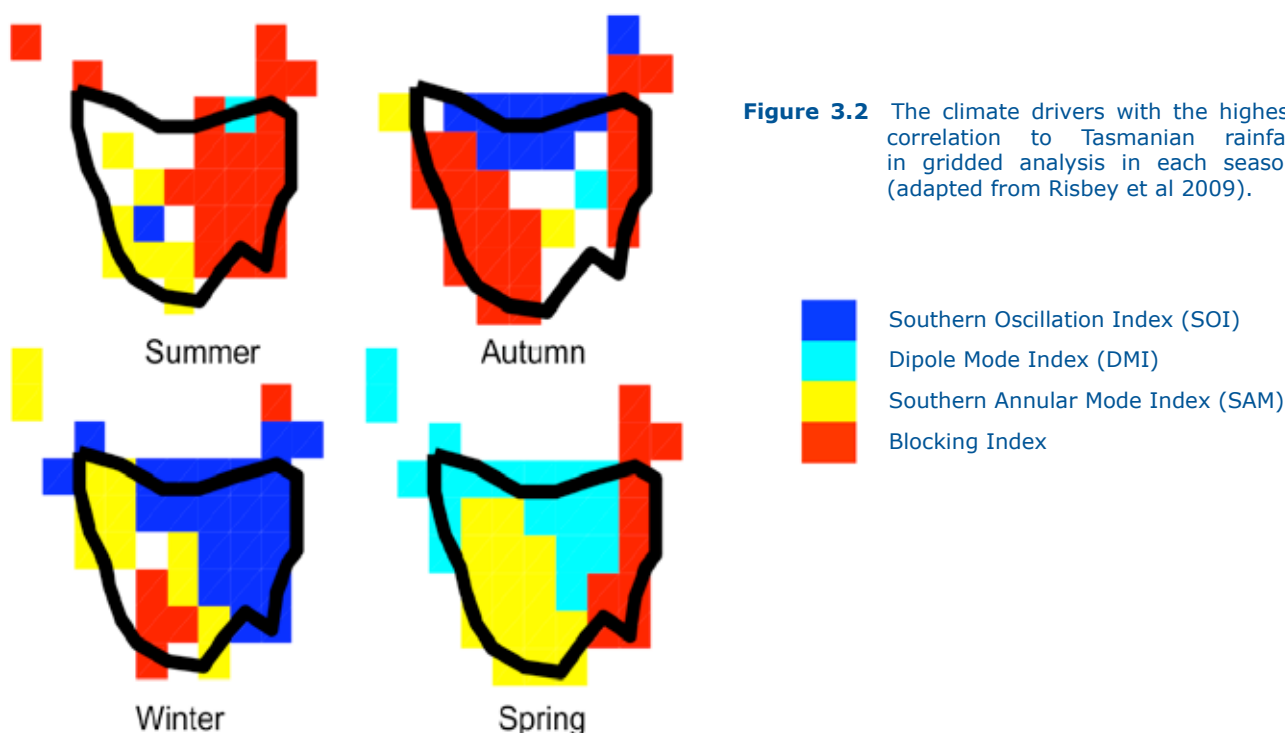 Figure 3.2 The climate drivers with the highes
correlation to Tasmanian rainfa
in gridded analysis in each seaso
(adapted from Risbey et al 2009).
Summer
Autumn
Southern Oscillation Index (SOI)
Dipole Mode Index (DMI)
Southern Annular Mode Index (SAM)
Blocking Index
Winter
Spring